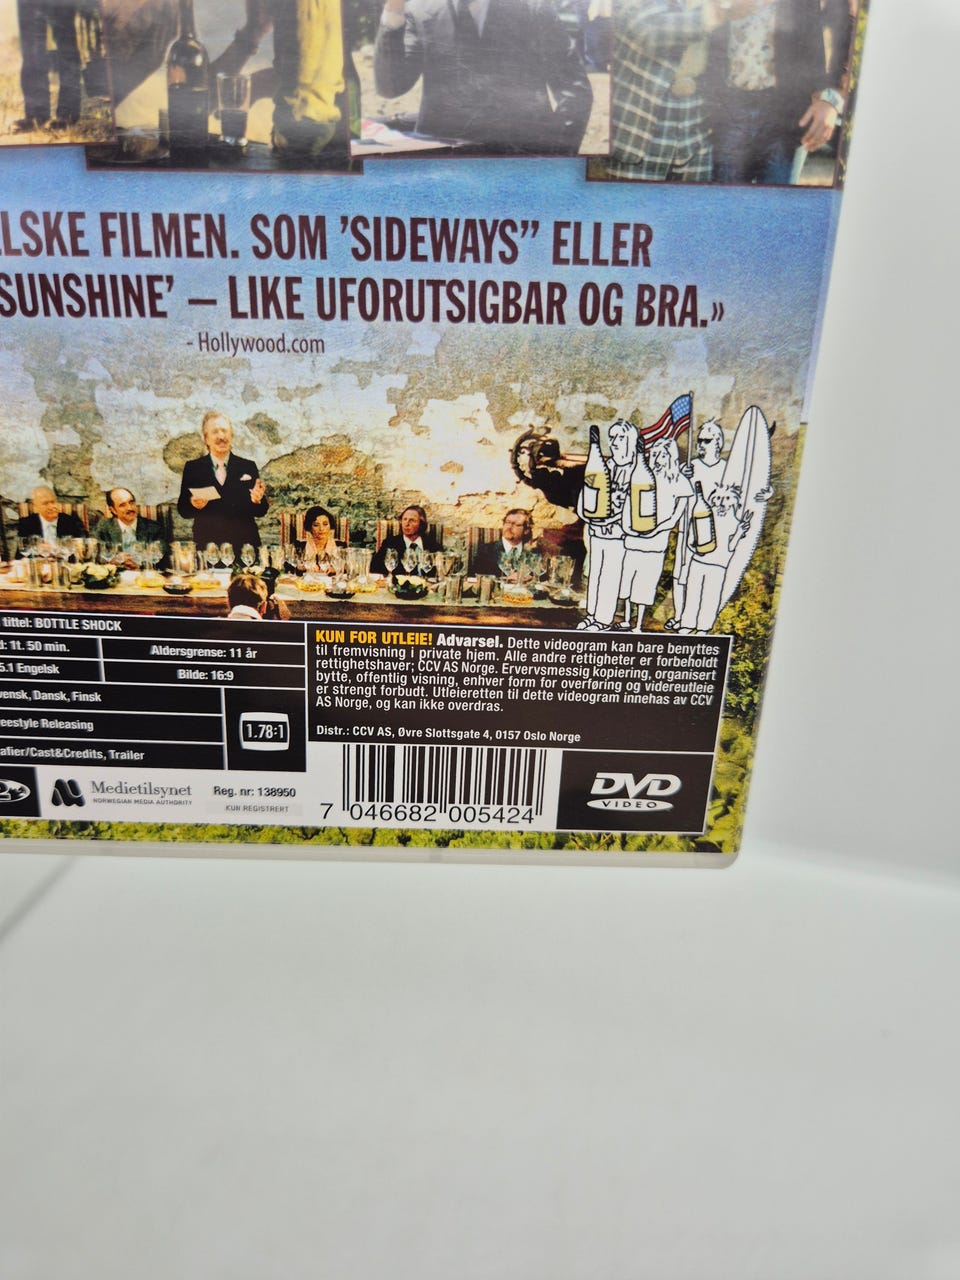 LSKE FILMEN. SOM ’SIDEWAYS” ELLER
SUNSHINE’ – LIKE UFORUTSIGBAR OG BRA.»
- Hollywood.com
tittel: BOTTLE SHOCK
1t. 50 min.
Aldersgrense: 11 år
5.1 Engelsk
Bilde: 16:9
vensk, Dansk, Finsk
eestyle Releasing
1.78:1
afier/Cast&Credits, Trailer
KUN FOR UTLEIE! Advarsel. Dette videogram kan bare benyttes
til fremvisning i private hjem. Alle andre rettigheter er forbeholdt
rettighetshaver; CCV AS Norge. Ervervsmessig kopiering, organisert
bytte, offentlig visning, enhver form for overføring og videreutleie
er strengt forbudt. Utleieretten til dette videogram innehas av CCV
AS Norge, og kan ikke overdras.
Distr.: CCV AS, Øvre Slottsgate 4, 0157 Oslo Norge
2
Medietilsynet
NORWEGIAN MEDIA AUTHORITY
Reg. nr: 138950
KUN REGISTRERT
7 046682 005424
DVD
VIDEO